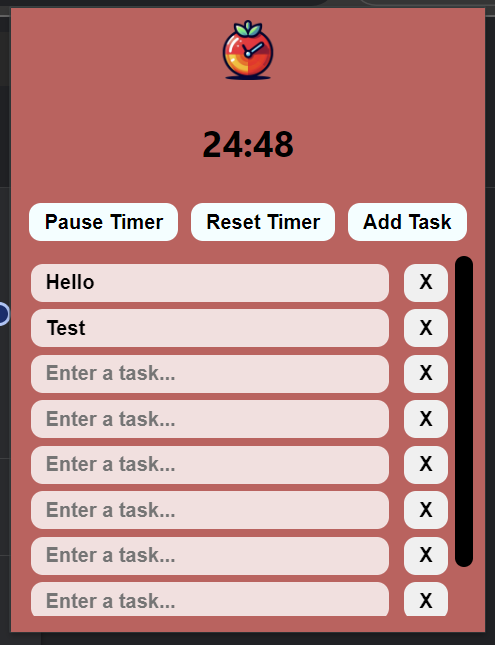 24:48
Pause Timer Reset Timer Add Task
Hello X
Test X
Enter a task... X
Enter a task... X
Enter a task... X
Enter a task... X
Enter a task... X
Enter a task... X